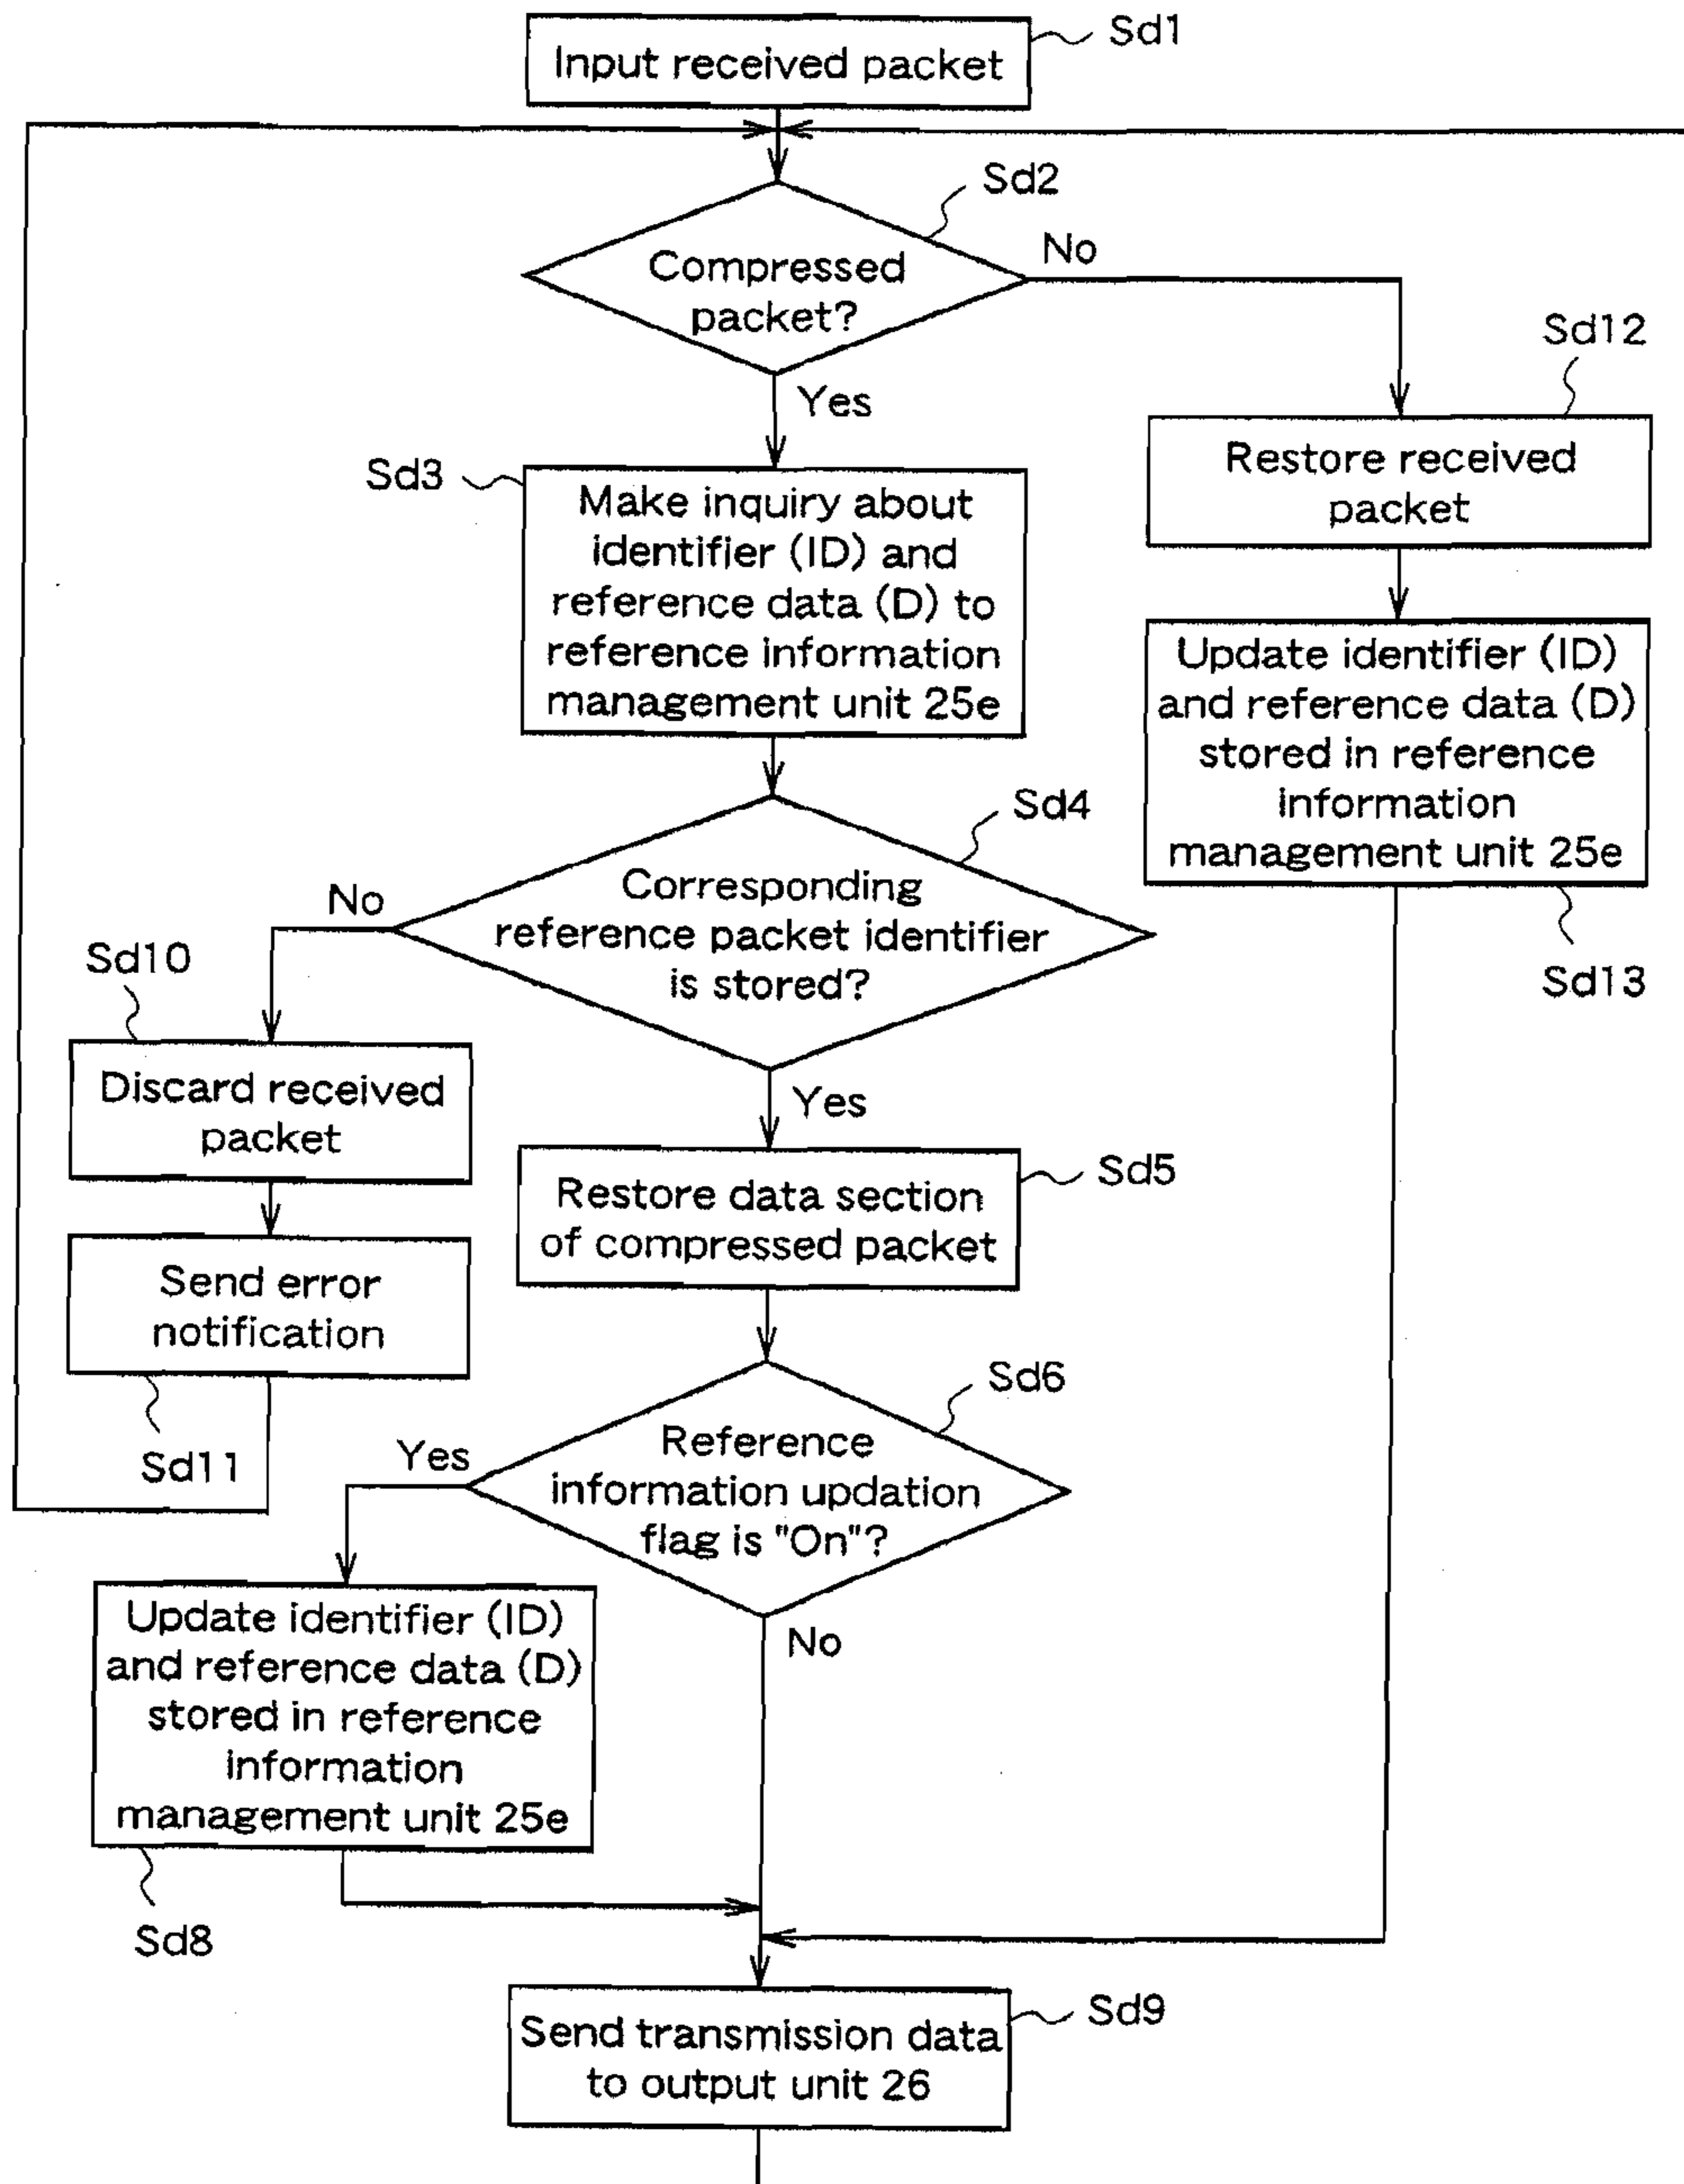 Sd1
Input received packet
Sd2
Compressed
packet?
No
Yes
Sd12
Restore received
packet
Sd3
Make inquiry about
identifier (ID) and
reference data (D) to
reference information
management unit 25e
Update identifier (ID)
and reference data (D)
stored in reference
information
management unit 25e
Sd13
Sd4
Corresponding
reference packet identifier
is stored?
No
Yes
Sd10
Discard received
packet
Send error
notification
Sd11
Sd5
Restore data section
of compressed packet
Sd6
Reference
information updation
flag is "On"?
Yes
No
Update identifier (ID)
and reference data (D)
stored in reference
information
management unit 25e
Sd8
Sd9
Send transmission data
to output unit 26